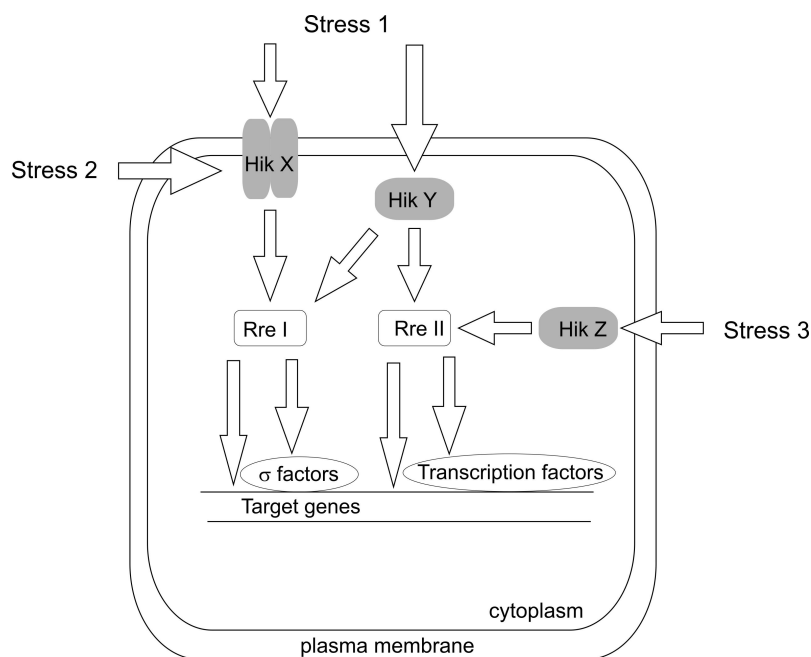 Stress 1
Hik X
Stress 2
Hik Y
Rre I
Rre II
Hik Z
Stress 3
σ factors
Transcription factors
Target genes
cytoplasm
plasma membrane